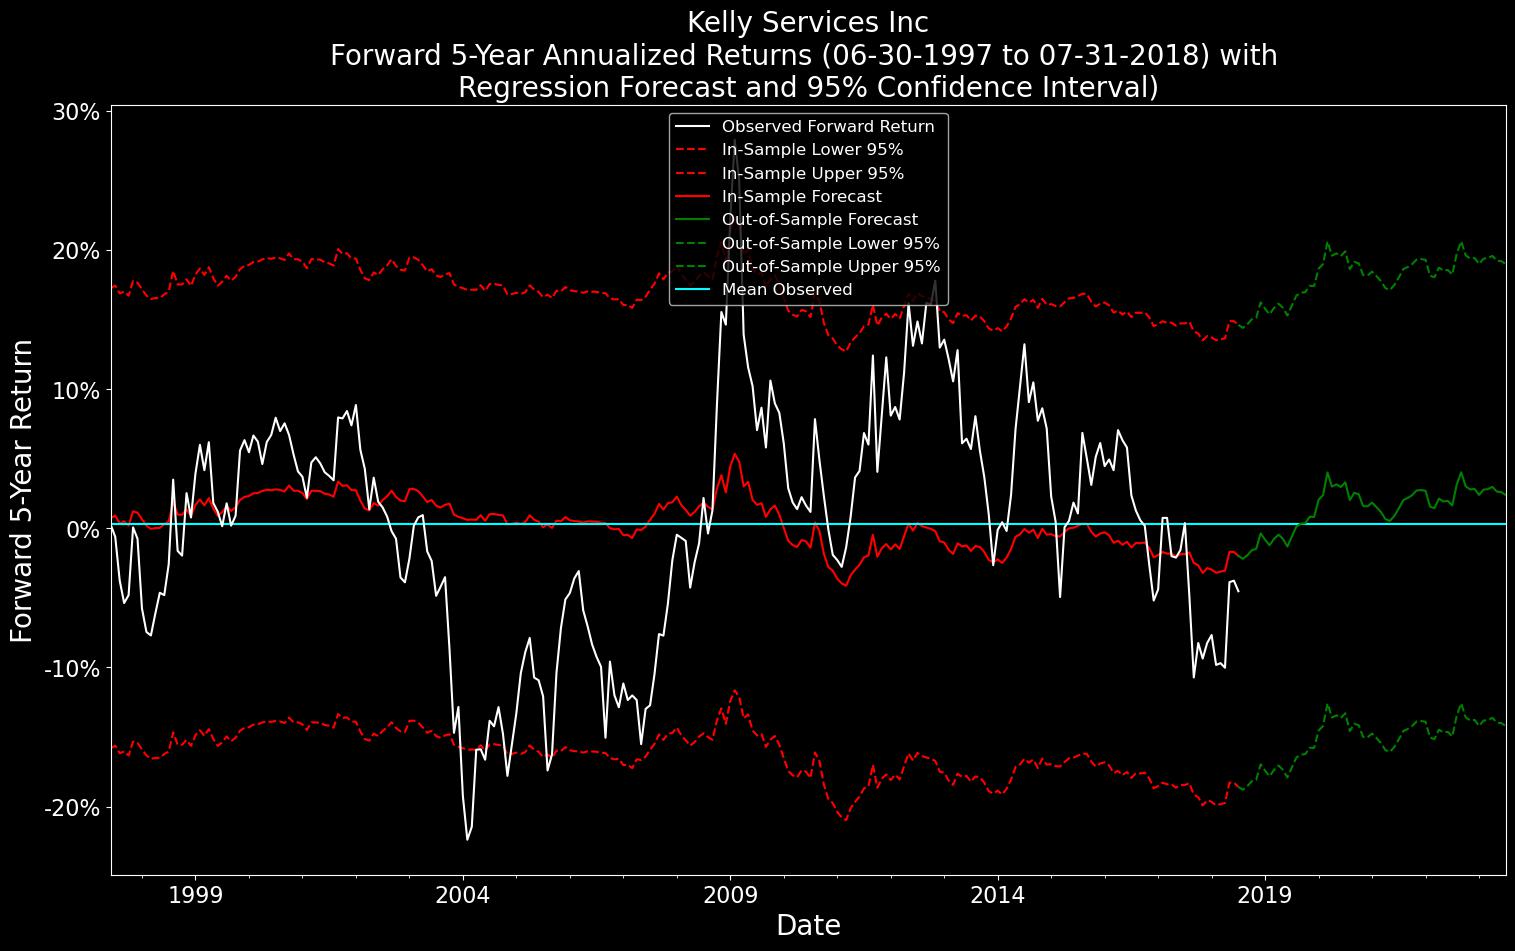 Kelly Services Inc
Forward 5-Year Annualized Returns (06-30-1997 to 07-31-2018) with
Regression Forecast and 95% Confidence Interval)
30%
20%
10%
0%
-10%
-20%
Forward 5-Year Return
Observed Forward Return
In-Sample Lower 95%
In-Sample Upper 95%
In-Sample Forecast
Out-of-Sample Forecast
Out-of-Sample Lower 95%
Out-of-Sample Upper 95%
Mean Observed
1999
2004
2009
2014
2019
Date